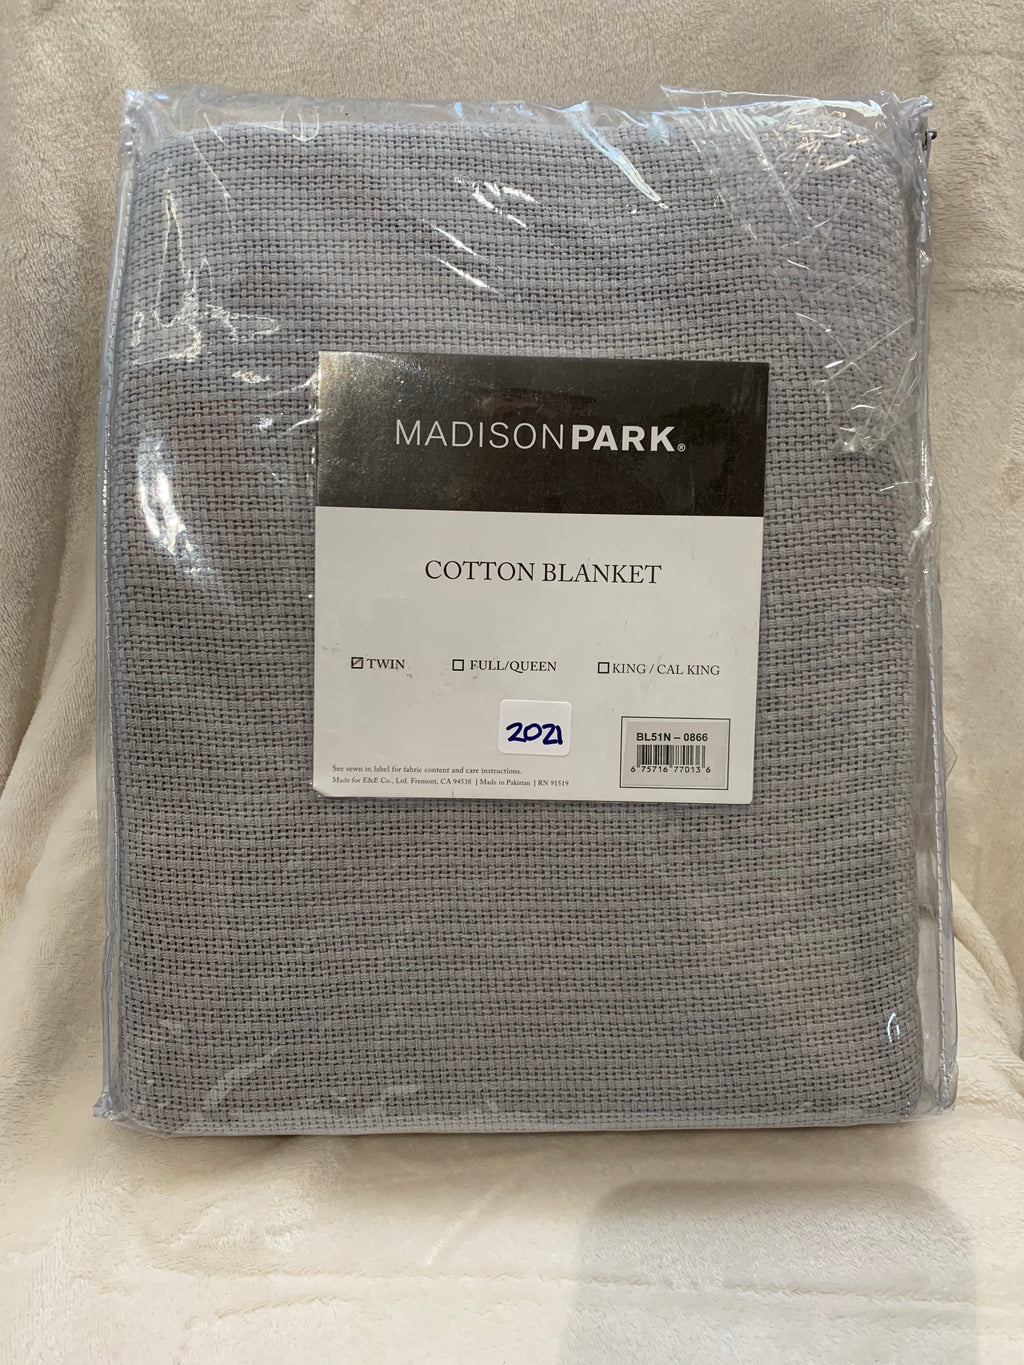 MADISONPARK®
COTTON BLANKET
TWIN FULL/QUEEN KING / CAL KING
2021
BL51N – 0866
6 75716 77013 6
See sewn in label for fabric content and care instructions.
Made for E&E Co., Ltd. Fremont, CA 94538 | Made in Pakistan | RN 91519